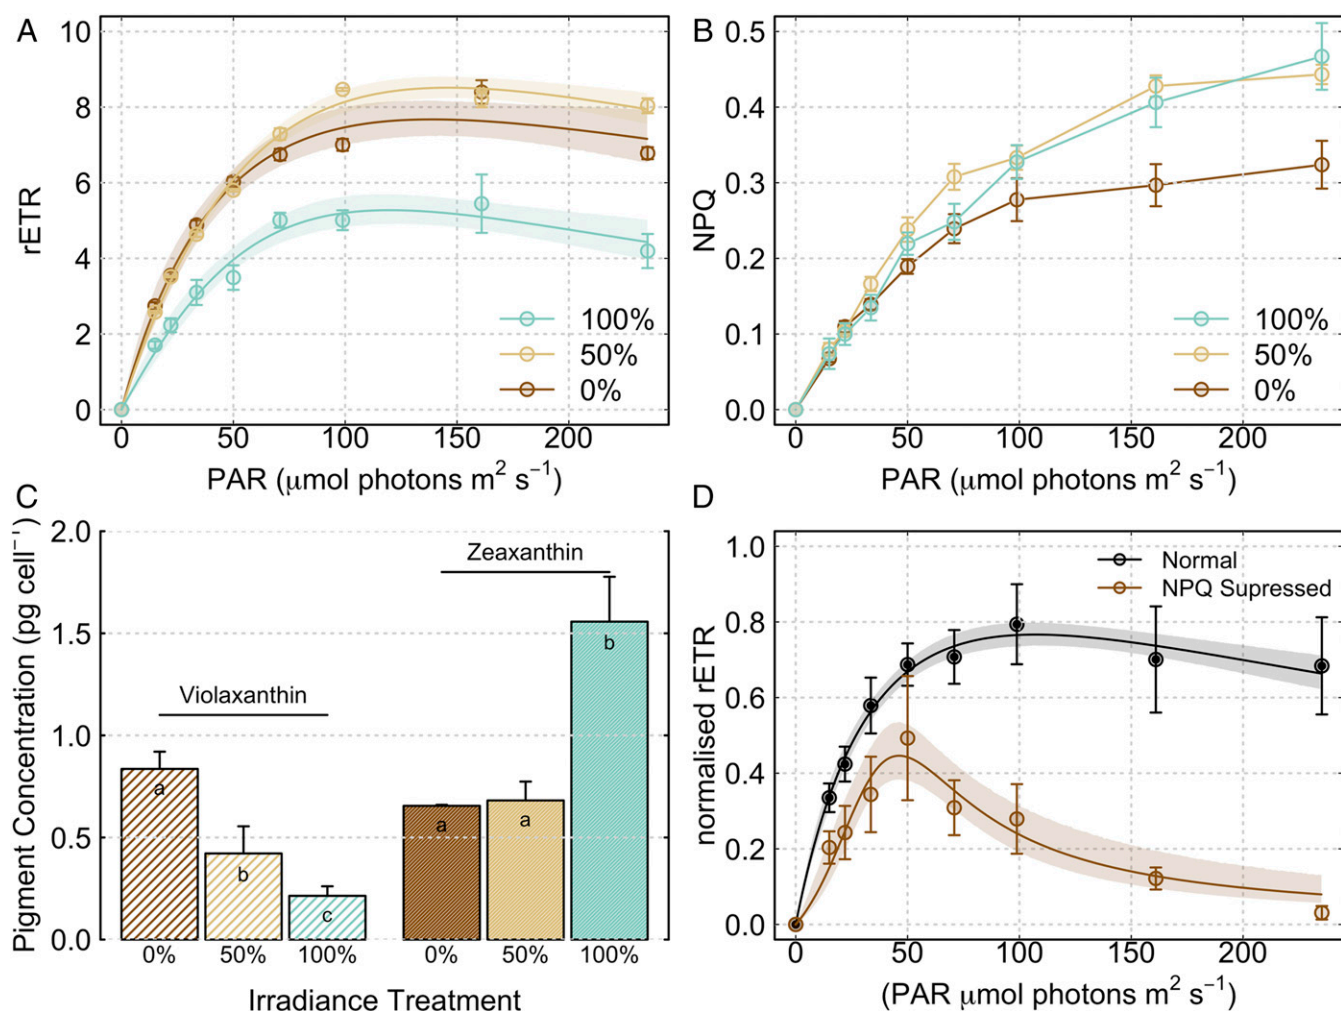 A
10
8
6
4
2
0
rETR
100%
50%
0%
0 50 100 150 200
PAR (μmol photons m² s⁻¹)
B
0.5
0.4
0.3
0.2
0.1
0.0
NPQ
100%
50%
0%
0 50 100 150 200
PAR (μmol photons m² s⁻¹)
C
Pigment Concentration (pg cell⁻¹)
2.0
1.5
1.0
0.5
0.0
Zeaxanthin
Violaxanthin
a
b
c
a
a
b
0% 50% 100% 0% 50% 100%
Irradiance Treatment
D
1.0
0.8
0.6
0.4
0.2
0.0
normalised rETR
Normal
NPQ Supressed
0 50 100 150 200
(PAR μmol photons m² s⁻¹)